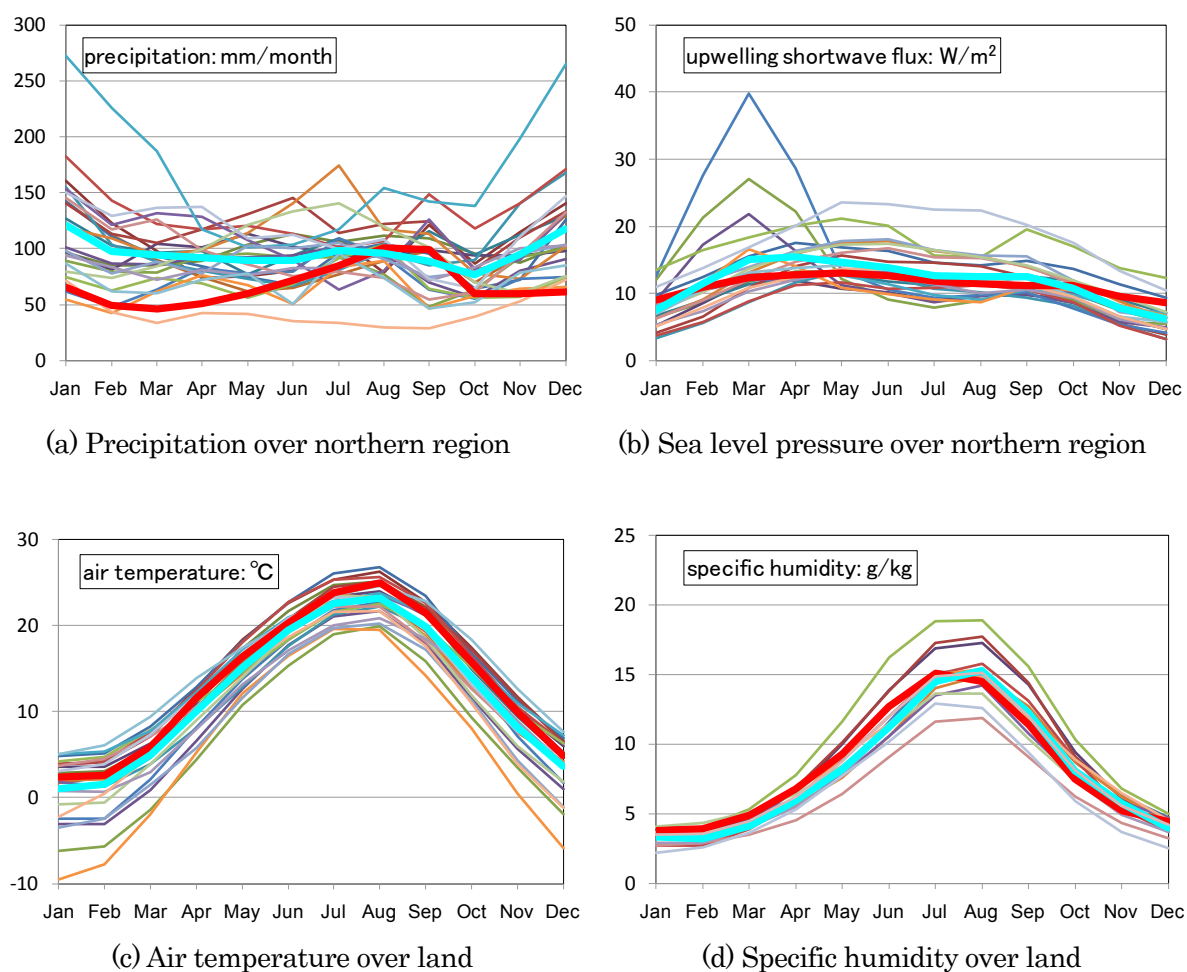 300
250
200
150
100
50
0
precipitation: mm/month
Jan Feb Mar Apr May Jun Jul Aug Sep Oct Nov Dec
(a) Precipitation over northern region
50
40
30
20
10
0
upwelling shortwave flux: W/m²
Jan Feb Mar Apr May Jun Jul Aug Sep Oct Nov Dec
(b) Sea level pressure over northern region
30
20
10
0
-10
air temperature: ℃
Jan Feb Mar Apr May Jun Jul Aug Sep Oct Nov Dec
(c) Air temperature over land
25
20
15
10
5
0
specific humidity: g/kg
Jan Feb Mar Apr May Jun Jul Aug Sep Oct Nov Dec
(d) Specific humidity over land